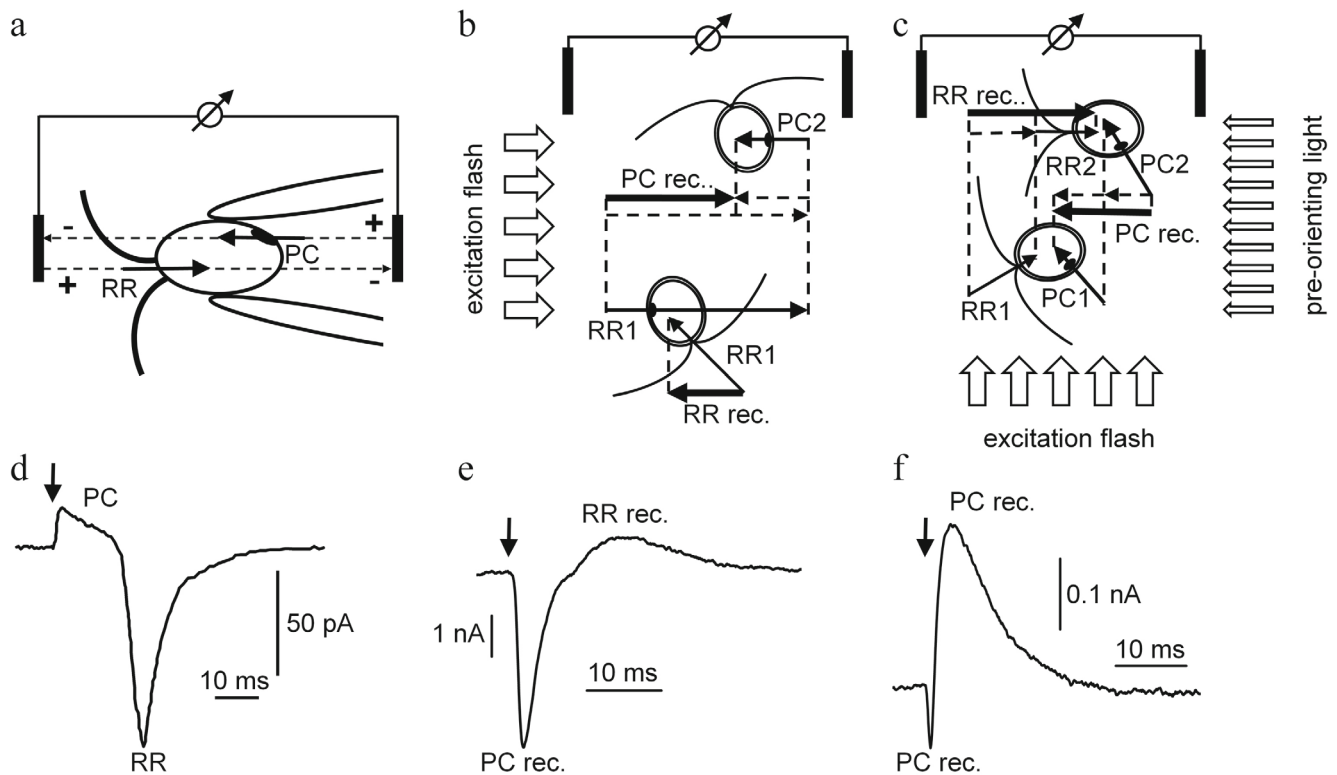 a
-
+
PC
RR
+
-
b
excitation flash
PC2
PC rec..
RR1
RR1
RR rec.
c
RR rec..
PC2
RR2
PC rec.
PC1
RR1
pre-orienting light
excitation flash
d
PC
50 pA
10 ms
RR
e
RR rec.
1 nA
10 ms
PC rec.
f
PC rec.
0.1 nA
10 ms
PC rec.